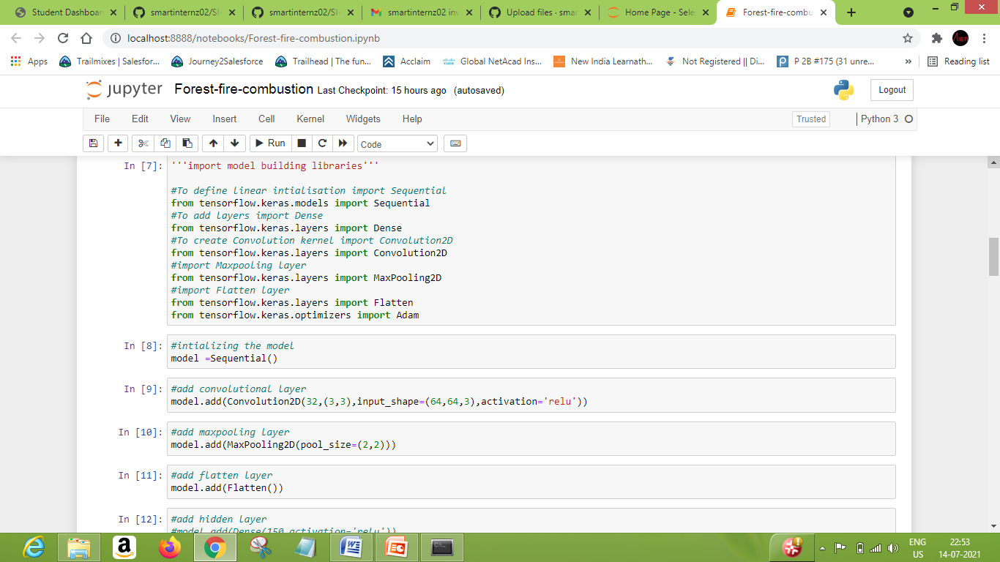 Student Dashboar
smartinternz02/SI-
smartinternz02/SI-
smartinternz02 inv
Upload files · smar
Home Page - Sele
Forest-fire-combu
localhost:8888/notebooks/Forest-fire-combustion.ipynb
Apps
Trailmixes | Salesfor...
Journey2Salesforce
Trailhead | The fun...
Acclaim
Global NetAcad Ins...
New India Learnath...
Not Registered || Di...
P 2B #175 (31 unre...
»
Reading list
jupyter Forest-fire-combustion Last Checkpoint: 15 hours ago (autosaved)
Logout
File Edit View Insert Cell Kernel Widgets Help
Trusted
Python 3
Run
Code
In [7]: '''import model building libraries'''
#To define linear intialisation import Sequential
from tensorflow.keras.models import Sequential
#To add layers import Dense
from tensorflow.keras.layers import Dense
#To create Convolution kernel import Convolution2D
from tensorflow.keras.layers import Convolution2D
#import Maxpooling layer
from tensorflow.keras.layers import MaxPooling2D
#import Flatten layer
from tensorflow.keras.layers import Flatten
from tensorflow.keras.optimizers import Adam
In [8]: #intializing the model
model =Sequential()
In [9]: #add convolutional layer
model.add(Convolution2D(32,(3,3),input_shape=(64,64,3),activation='relu'))
In [10]: #add maxpooling layer
model.add(MaxPooling2D(pool_size=(2,2)))
In [11]: #add flatten layer
model.add(Flatten())
In [12]: #add hidden layer
#model.add(Dense(150,activation='relu'))
ENG
US
22:53
14-07-2021